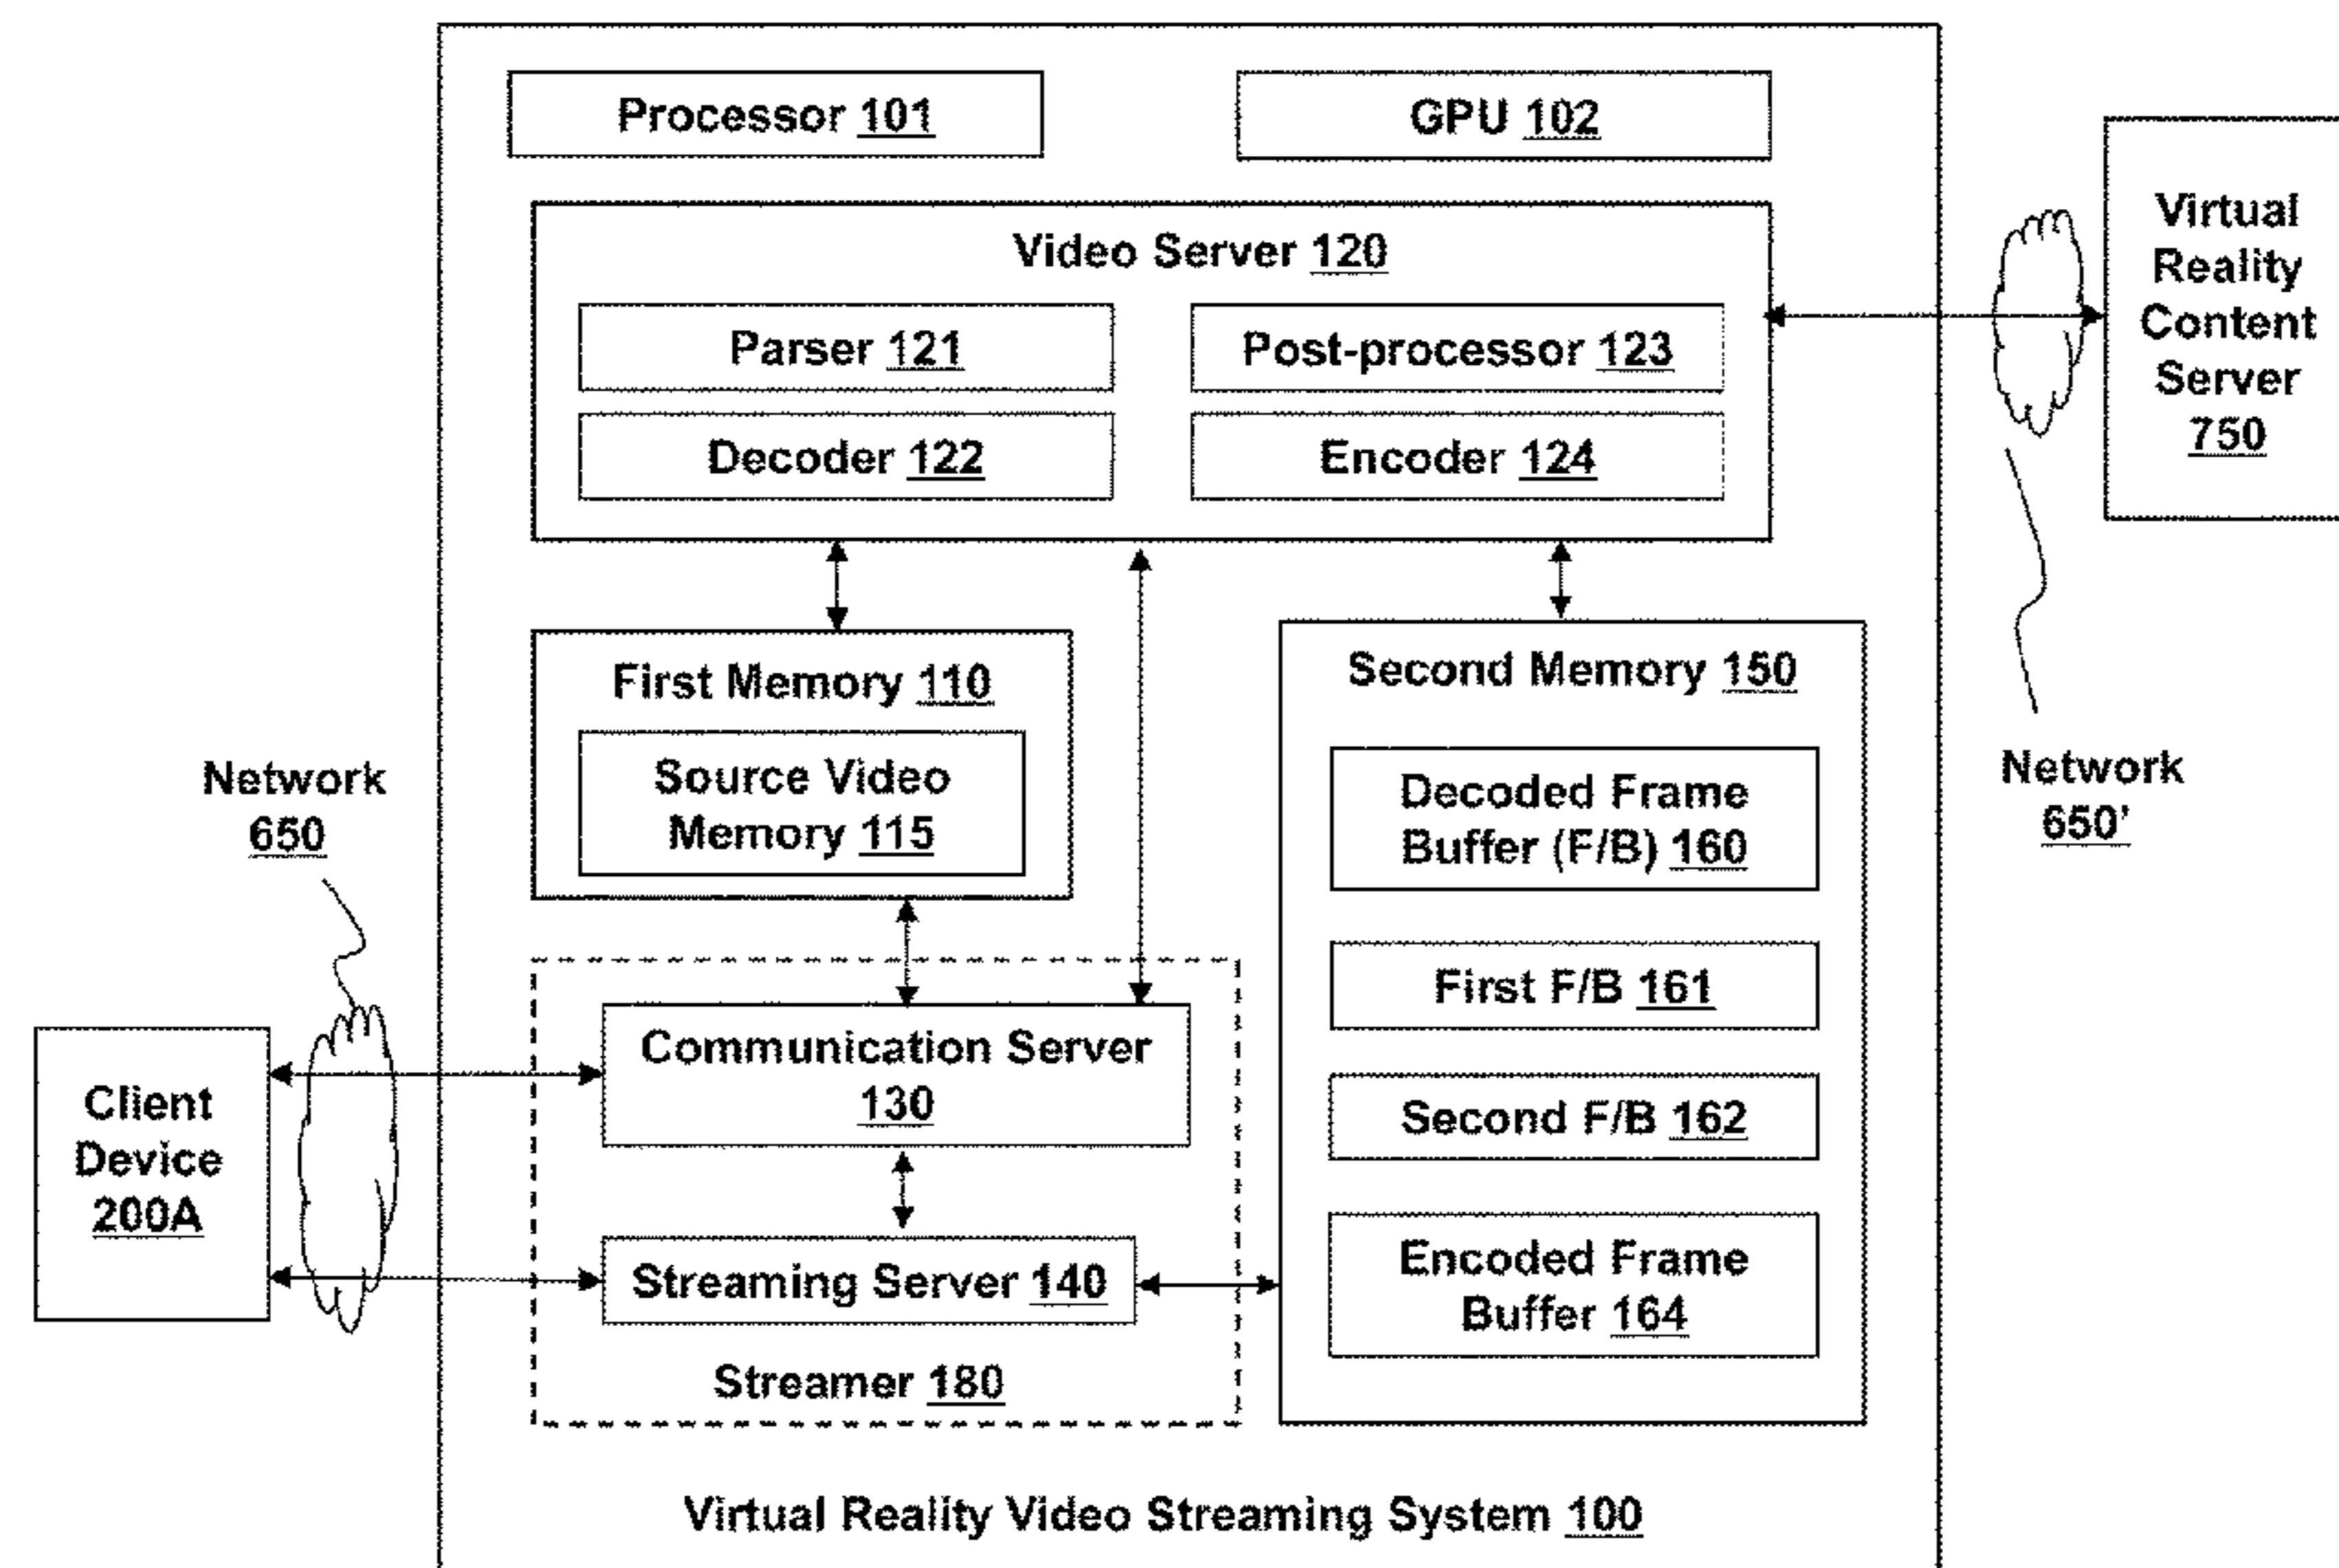 Processor 101
GPU 102
Video Server 120
Parser 121
Post-processor 123
Decoder 122
Encoder 124
Virtual
Reality
Content
Server
750
First Memory 110
Source Video
Memory 115
Second Memory 150
Decoded Frame
Buffer (F/B) 160
First F/B 161
Second F/B 162
Encoded Frame
Buffer 164
Network
650
Network
650'
Client
Device
200A
Communication Server
130
Streaming Server 140
Streamer 180
Virtual Reality Video Streaming System 100